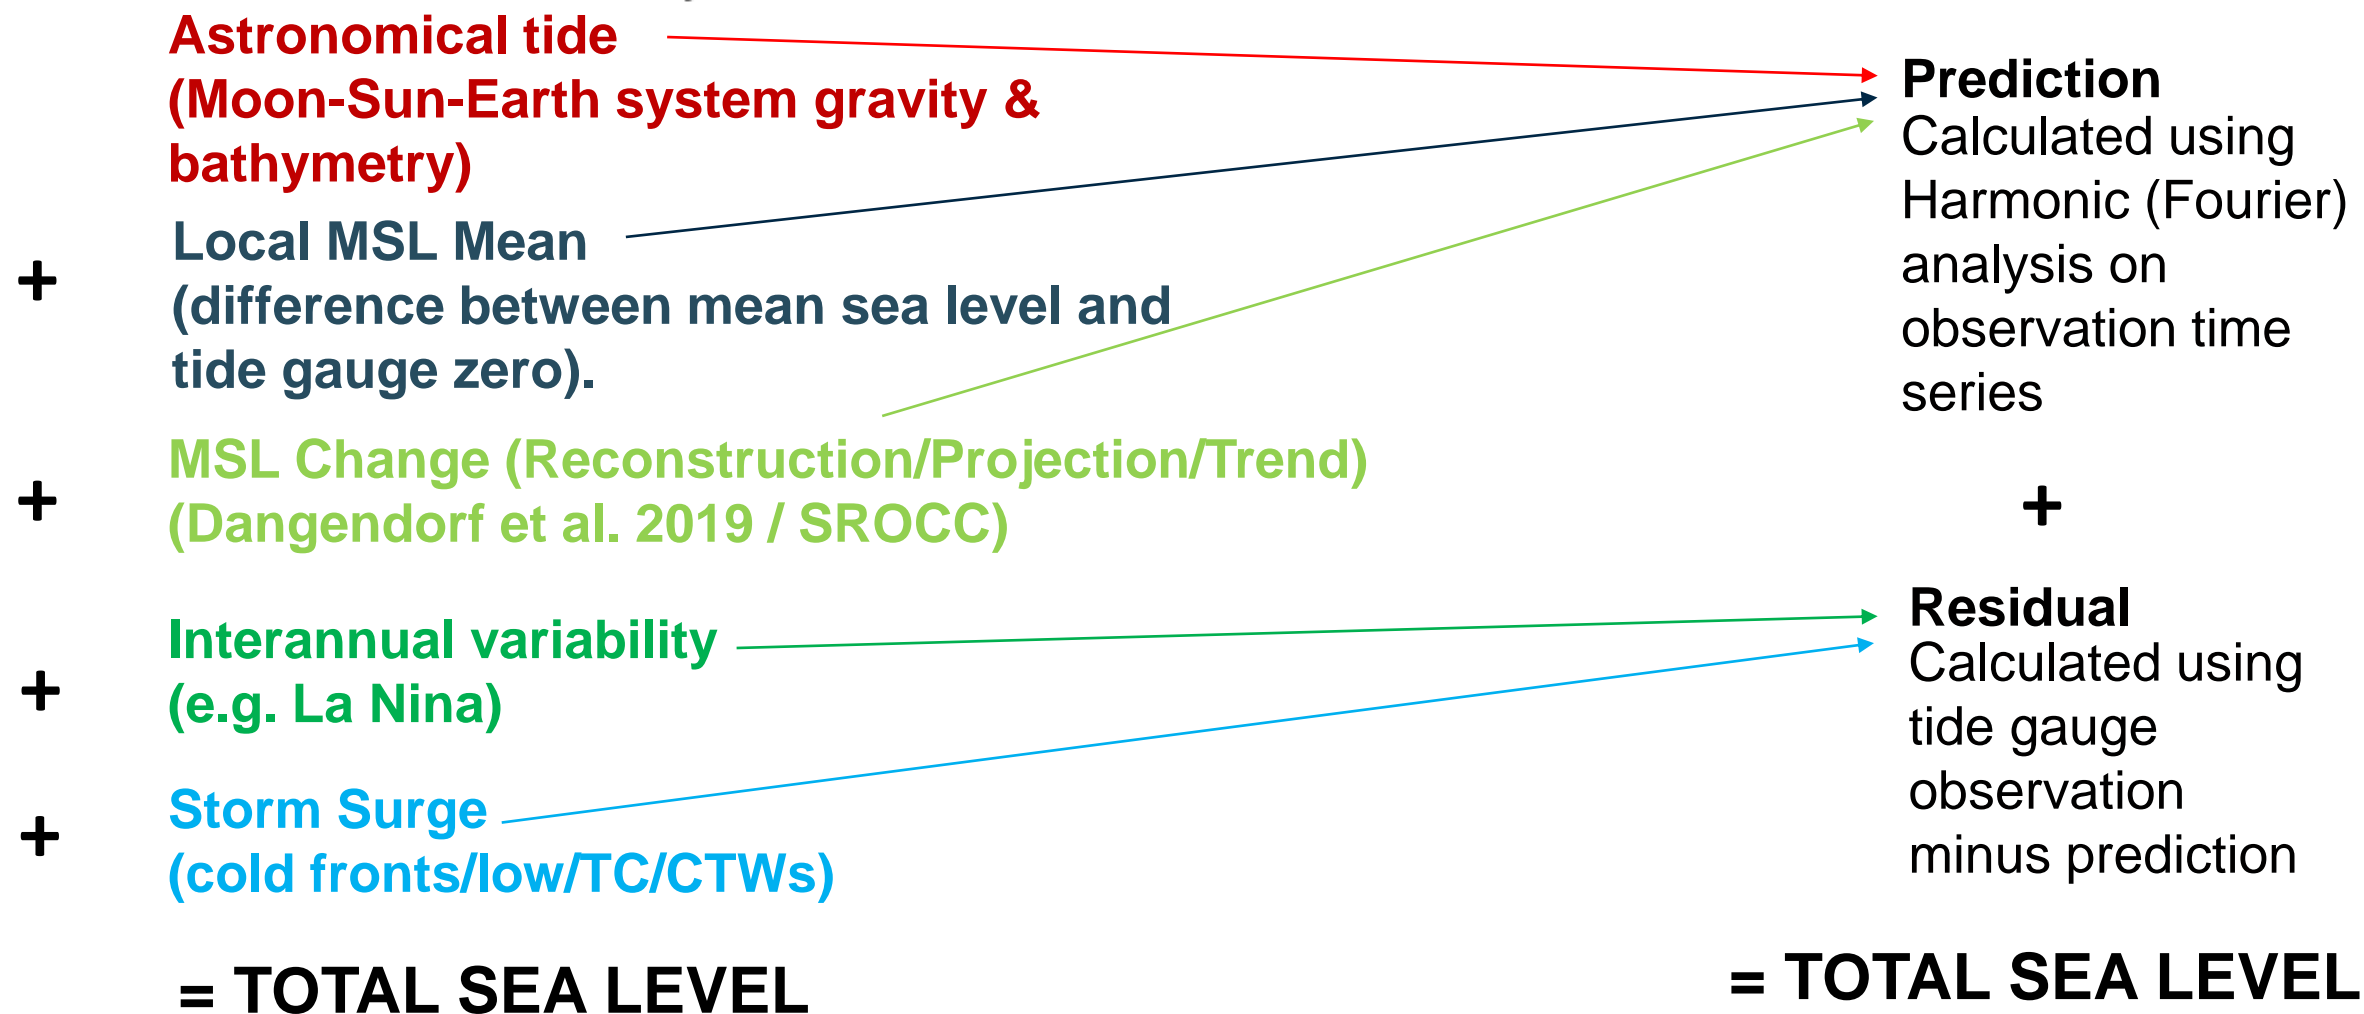 Astronomical tide
(Moon-Sun-Earth system gravity &
bathymetry)
+
Local MSL Mean
(difference between mean sea level and
tide gauge zero).
+
MSL Change (Reconstruction/Projection/Trend)
(Dangendorf et al. 2019 / SROCC)
+
Interannual variability
(e.g. La Nina)
+
Storm Surge
(cold fronts/low/TC/CTWs)
= TOTAL SEA LEVEL
Prediction
Calculated using
Harmonic (Fourier)
analysis on
observation time
series
+
Residual
Calculated using
tide gauge
observation
minus prediction
= TOTAL SEA LEVEL